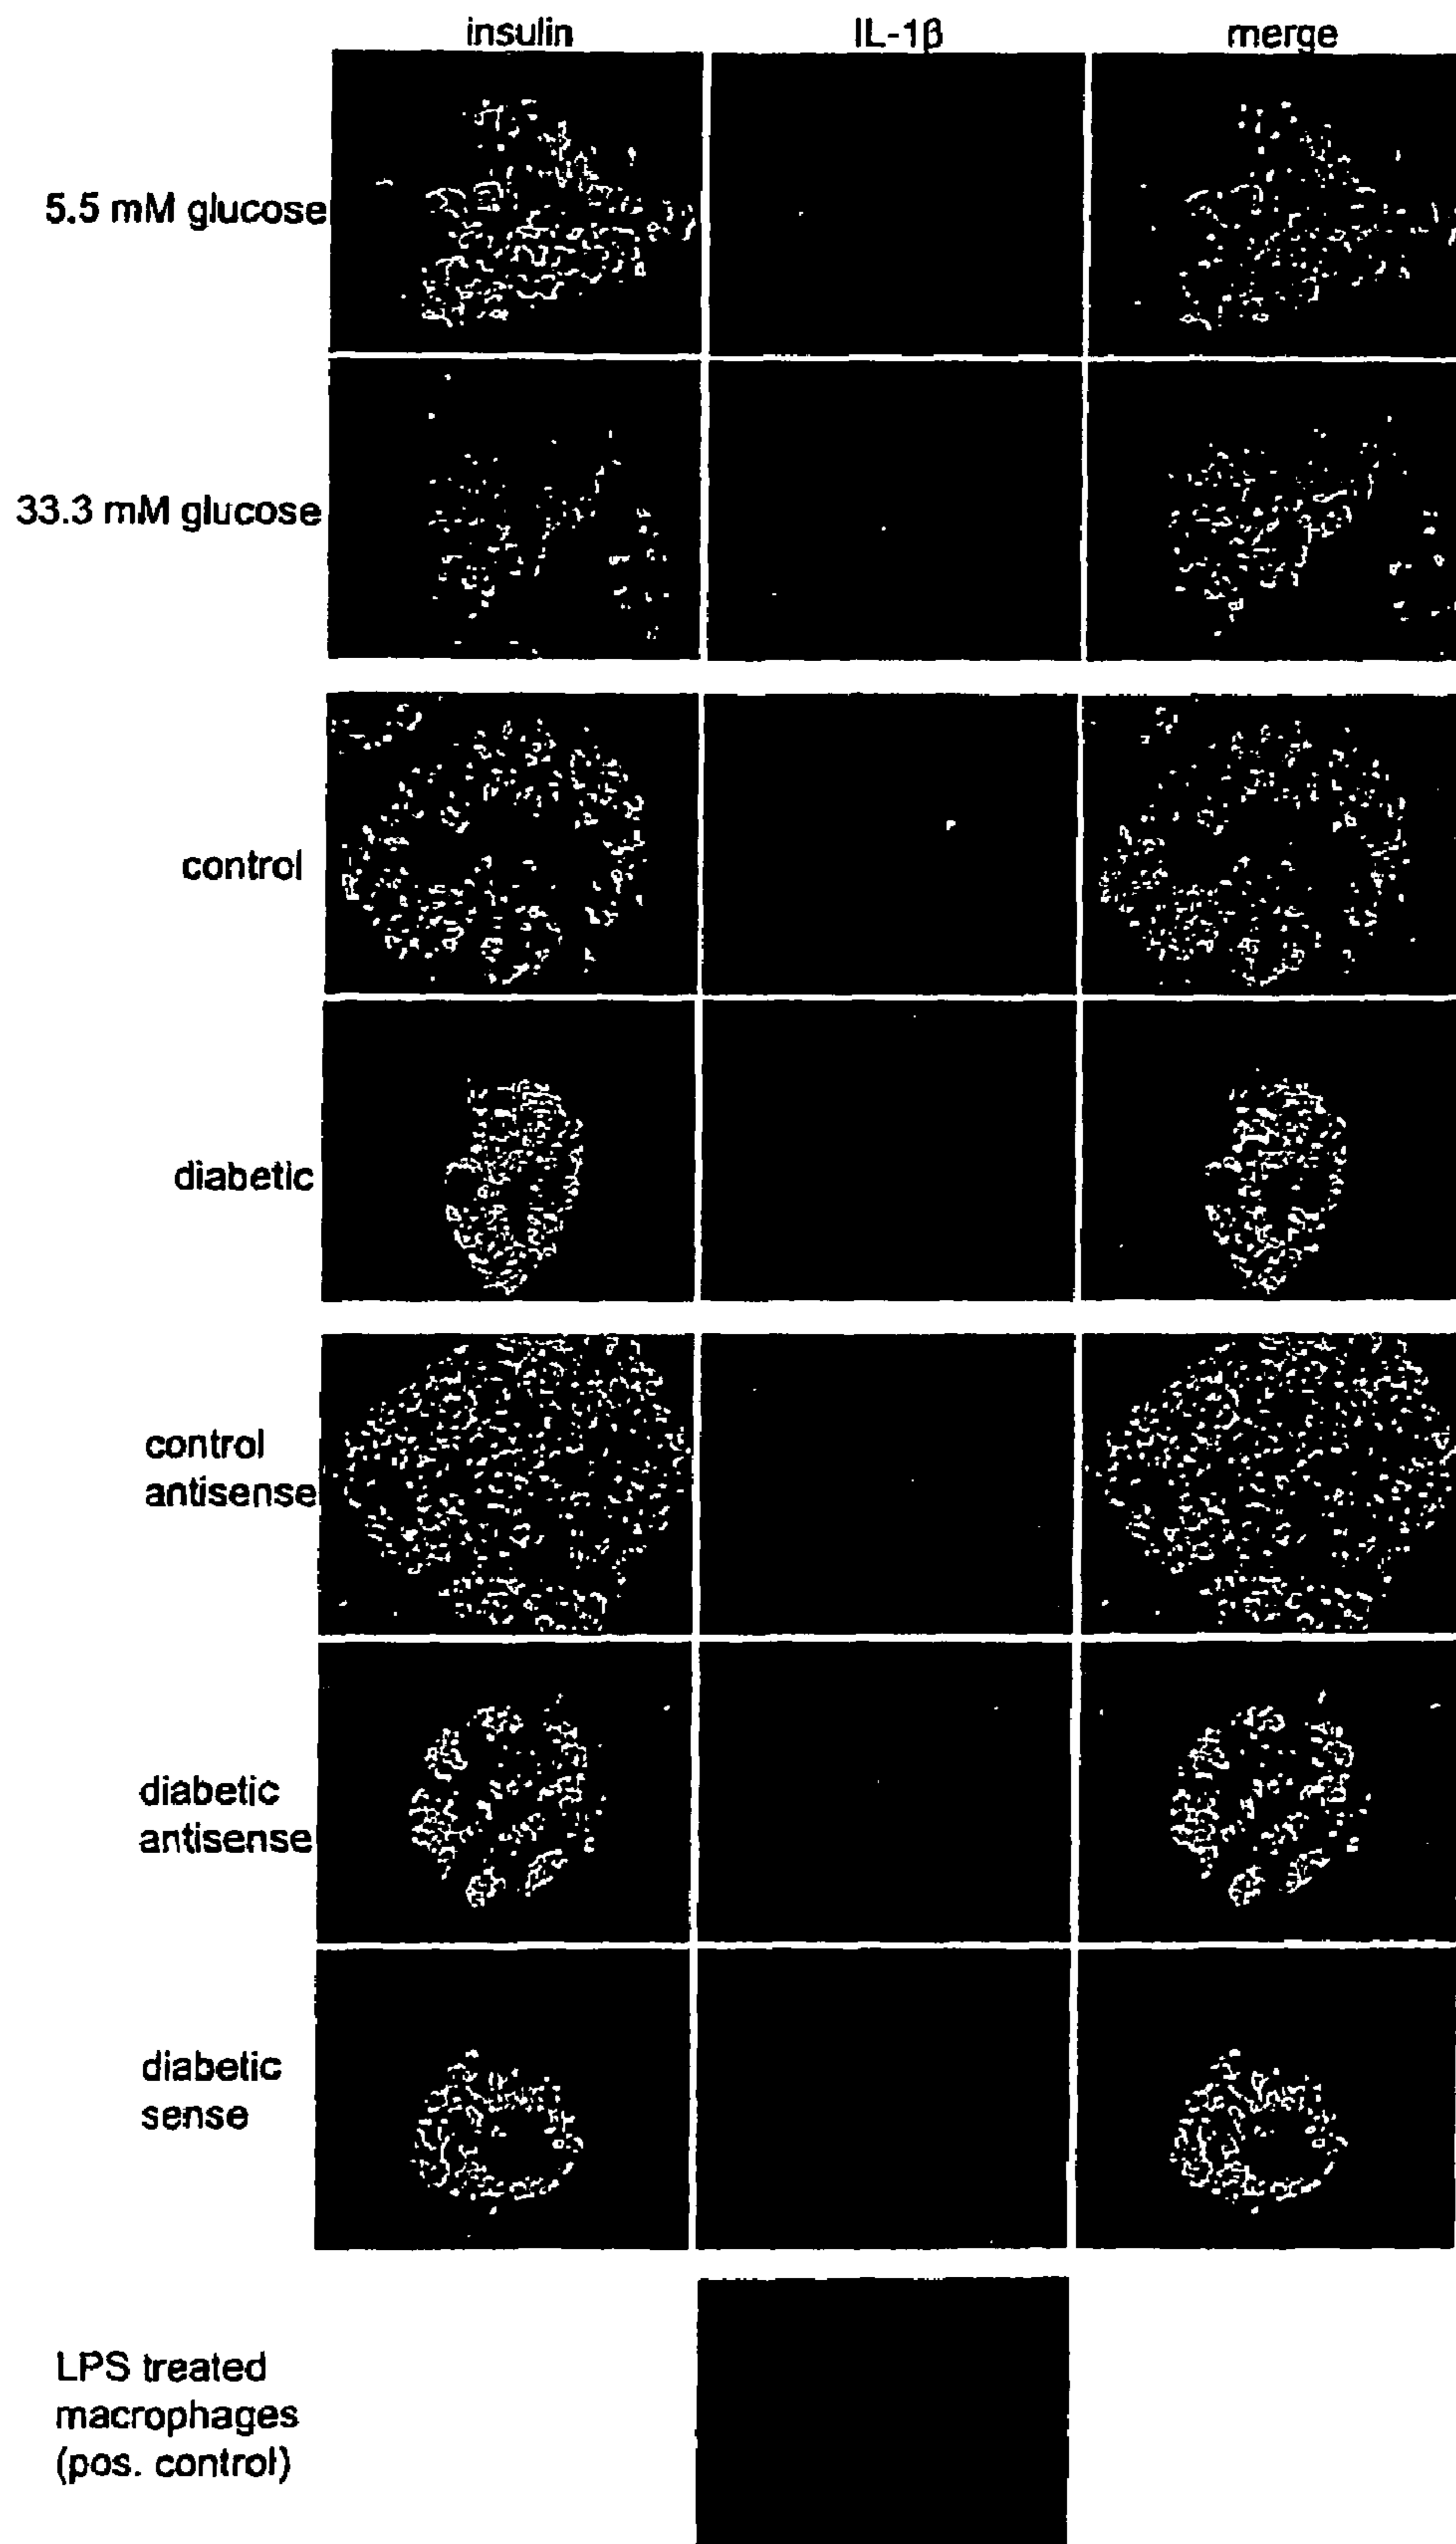 insulin IL-1β merge
5.5 mM glucose
33.3 mM glucose
control
diabetic
control
antisense
diabetic
antisense
diabetic
sense
LPS treated
macrophages
(pos. control)